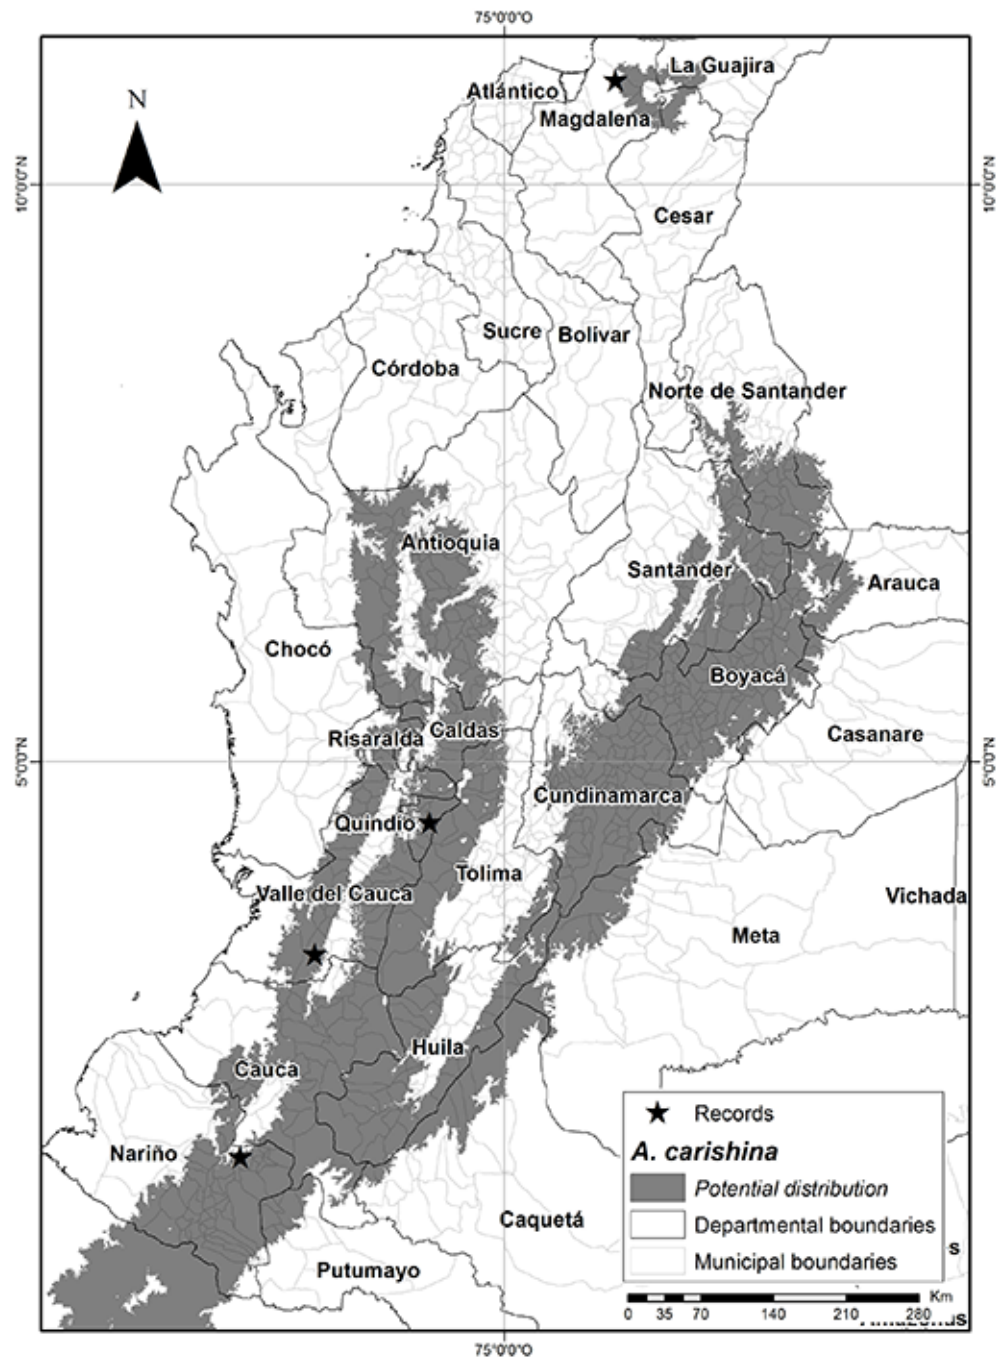 75°0'0"O
La Guajira
Atlántico
N
Magdalena
10°0'0"N
10°0'0"N
Cesar
Sucre
Bolívar
Córdoba
Norte de Santander
Antioquia
Santander
Arauca
Chocó
Boyacá
Risaralda
Caldas
Casanare
5°0'0"N
5°0'0"N
Cundinamarca
Quindío
Tolima
Valle del Cauca
Vichada
Meta
Huila
Cauca
Records
Nariño
A. carishina
Potential distribution
Caquetá
Departmental boundaries
s
Municipal boundaries
Putumayo
Km
0 35 70 140 210 280
75°0'0"O